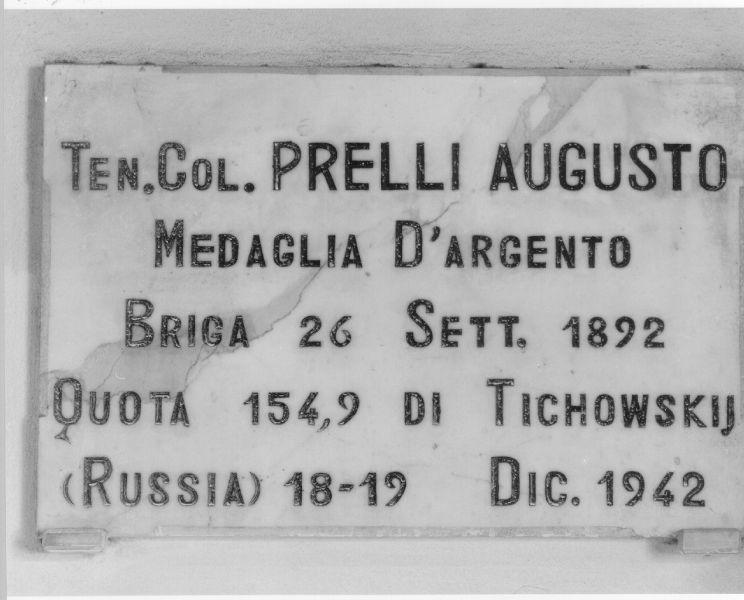 TEN. COL. PRELLI AUGUSTO
MEDAGLIA D'ARGENTO
BRIGA 26 SETT. 1892
QUOTA 154,9 DI TICHOWSKIJ
(RUSSIA) 18-19 DIC. 1942